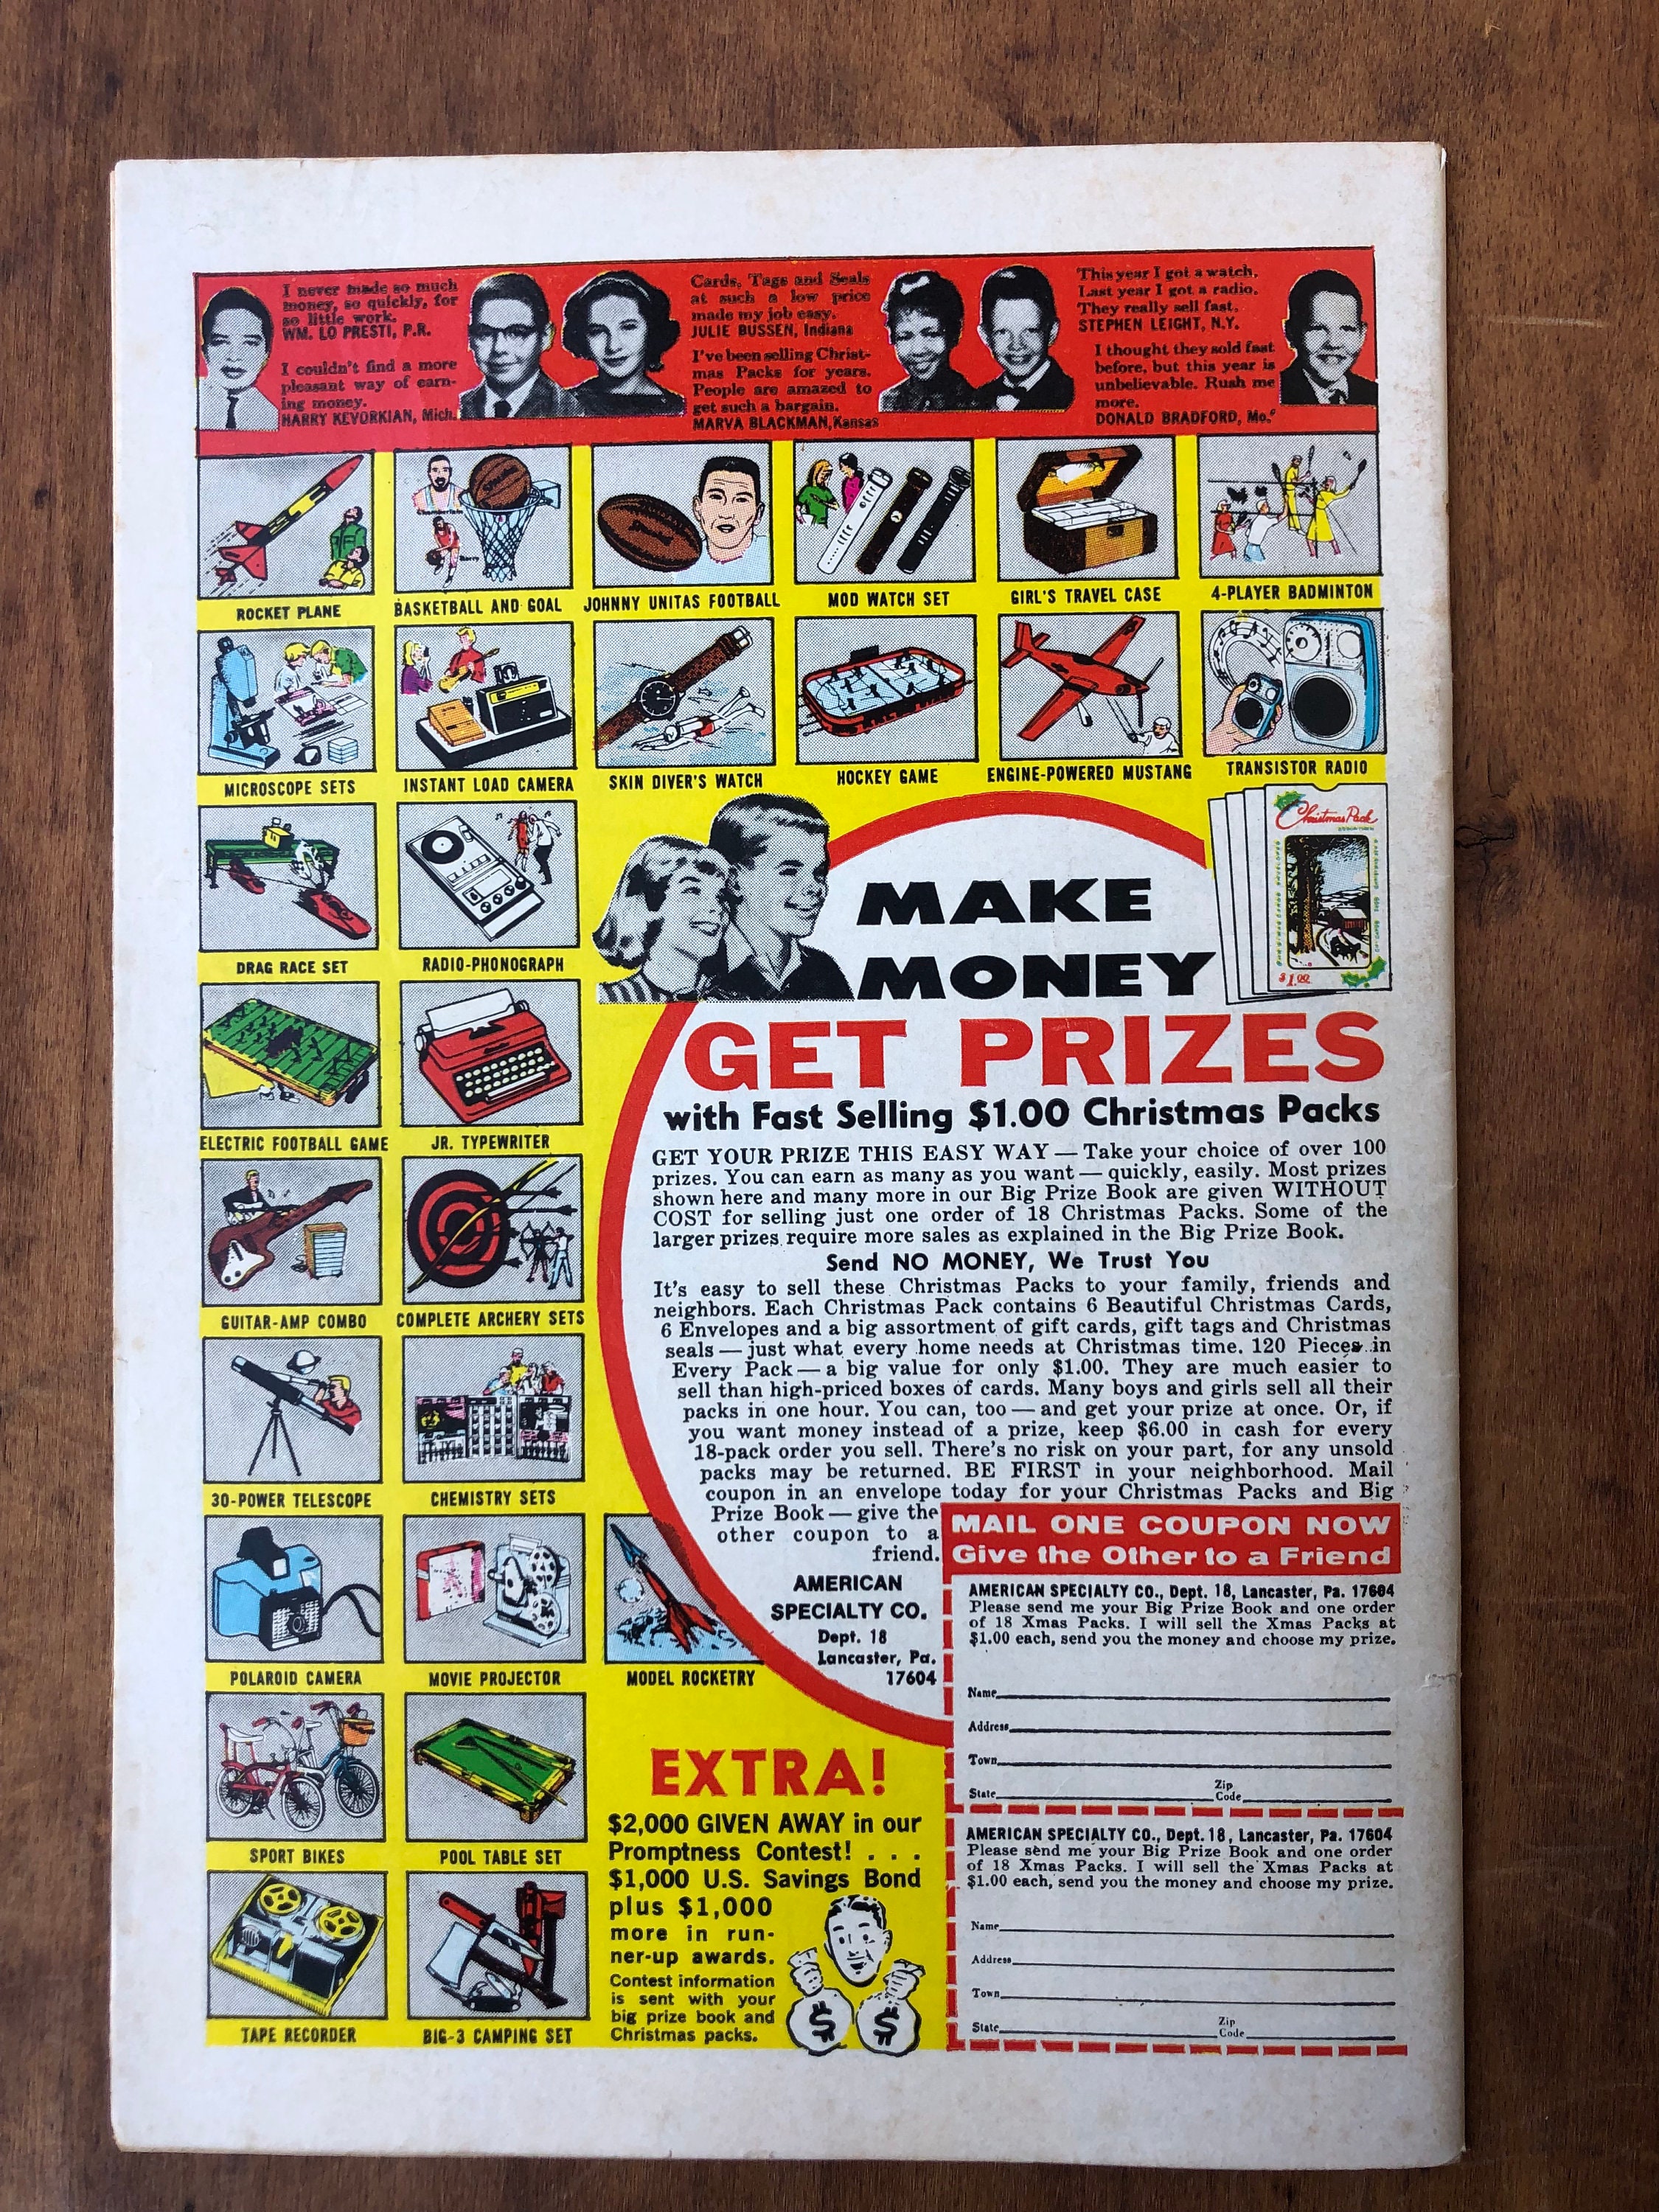 I never made so much
money, so quickly, for
so little work.
WM. LO PRESTI, P.R.
I couldn't find a more
pleasant way of earn-
ing money.
HARRY KEVORKIAN, Mich.
Cards, Tags and Seals
at such a low price
made my job easy.
JULIE BUSSEN, Indiana
I've been selling Christ-
mas Packs for years.
People are amazed to
get such a bargain.
MARVA BLACKMAN, Kansas
This year I got a watch,
Last year I got a radio.
They really sell fast.
STEPHEN LEIGHT, N.Y.
I thought they sold fast
before, but this year is
unbelievable. Rush me
more.
DONALD BRADFORD, Mo.
Chamberlain
Barry
ROCKET PLANE
BASKETBALL AND GOAL
JOHNNY UNITAS FOOTBALL
MOD WATCH SET
GIRL'S TRAVEL CASE
4-PLAYER BADMINTON
MICROSCOPE SETS
INSTANT LOAD CAMERA
SKIN DIVER'S WATCH
HOCKEY GAME
ENGINE-POWERED MUSTANG
TRANSISTOR RADIO
DRAG RACE SET
RADIO-PHONOGRAPH
ELECTRIC FOOTBALL GAME
JR. TYPEWRITER
GUITAR-AMP COMBO
COMPLETE ARCHERY SETS
30-POWER TELESCOPE
CHEMISTRY SETS
POLAROID CAMERA
MOVIE PROJECTOR
MODEL ROCKETRY
SPORT BIKES
POOL TABLE SET
TAPE RECORDER
BIG-3 CAMPING SET
Christmas Pack
$1.00
MAKE
MONEY
GET PRIZES
with Fast Selling $1.00 Christmas Packs
GET YOUR PRIZE THIS EASY WAY — Take your choice of over 100
prizes. You can earn as many as you want — quickly, easily. Most prizes
shown here and many more in our Big Prize Book are given WITHOUT
COST for selling just one order of 18 Christmas Packs. Some of the
larger prizes require more sales as explained in the Big Prize Book.
Send NO MONEY, We Trust You
It's easy to sell these Christmas Packs to your family, friends and
neighbors. Each Christmas Pack contains 6 Beautiful Christmas Cards,
6 Envelopes and a big assortment of gift cards, gift tags and Christmas
seals — just what every home needs at Christmas time. 120 Pieces in
Every Pack — a big value for only $1.00. They are much easier to
sell than high-priced boxes of cards. Many boys and girls sell all their
packs in one hour. You can, too — and get your prize at once. Or, if
you want money instead of a prize, keep $6.00 in cash for every
18-pack order you sell. There's no risk on your part, for any unsold
packs may be returned. BE FIRST in your neighborhood. Mail
coupon in an envelope today for your Christmas Packs and Big
Prize Book — give the
other coupon to a
friend.
AMERICAN
SPECIALTY CO.
Dept. 18
Lancaster, Pa.
17604
MAIL ONE COUPON NOW
Give the Other to a Friend
AMERICAN SPECIALTY CO., Dept. 18, Lancaster, Pa. 17604
Please send me your Big Prize Book and one order
of 18 Xmas Packs. I will sell the Xmas Packs at
$1.00 each, send you the money and choose my prize.
Name
Address
Town
State Zip Code
AMERICAN SPECIALTY CO., Dept. 18, Lancaster, Pa. 17604
Please send me your Big Prize Book and one order
of 18 Xmas Packs. I will sell the Xmas Packs at
$1.00 each, send you the money and choose my prize.
Name
Address
Town
State Zip Code
EXTRA!
$2,000 GIVEN AWAY in our
Promptness Contest! . . .
$1,000 U.S. Savings Bond
plus $1,000
more in run-
ner-up awards.
Contest information
is sent with your
big prize book and
Christmas packs.
$ $